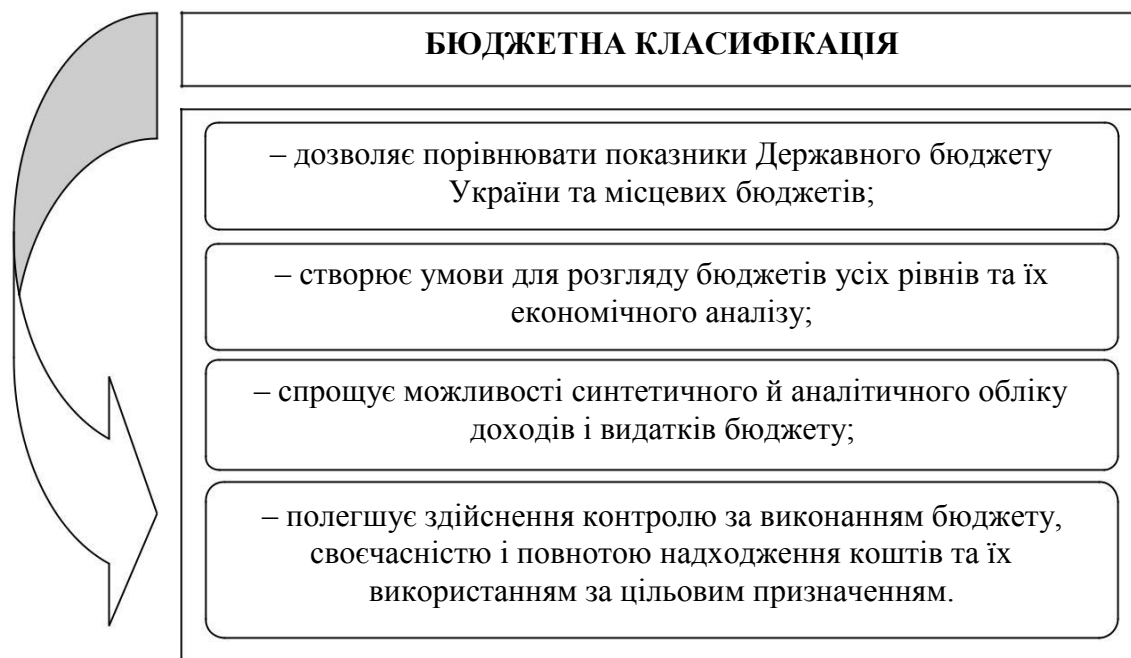 БЮДЖЕТНА КЛАСИФІКАЦІЯ
– дозволяє порівнювати показники Державного бюджету
України та місцевих бюджетів;
– створює умови для розгляду бюджетів усіх рівнів та їх
економічного аналізу;
– спрощує можливості синтетичного й аналітичного обліку
доходів і видатків бюджету;
– полегшує здійснення контролю за виконанням бюджету,
своєчасністю і повнотою надходження коштів та їх
використанням за цільовим призначенням.